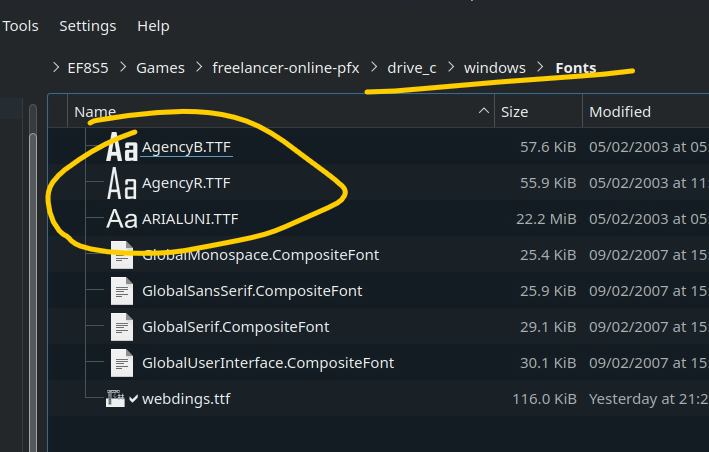 Tools Settings Help
EF8S5 Games freelancer-online-pfx drive_c windows Fonts
Name Size Modified
AgencyB.TTF 57.6 KiB 05/02/2003 at 05
AgencyR.TTF 55.9 KiB 05/02/2003 at 11
ARIALUNI.TTF 22.2 MiB 05/02/2003 at 05
GlobalMonospace.CompositeFont 25.4 KiB 09/02/2007 at 15
GlobalSansSerif.CompositeFont 25.9 KiB 09/02/2007 at 15
GlobalSerif.CompositeFont 29.1 KiB 09/02/2007 at 15
GlobalUserInterface.CompositeFont 30.1 KiB 09/02/2007 at 15
webdings.ttf 116.0 KiB Yesterday at 21:2